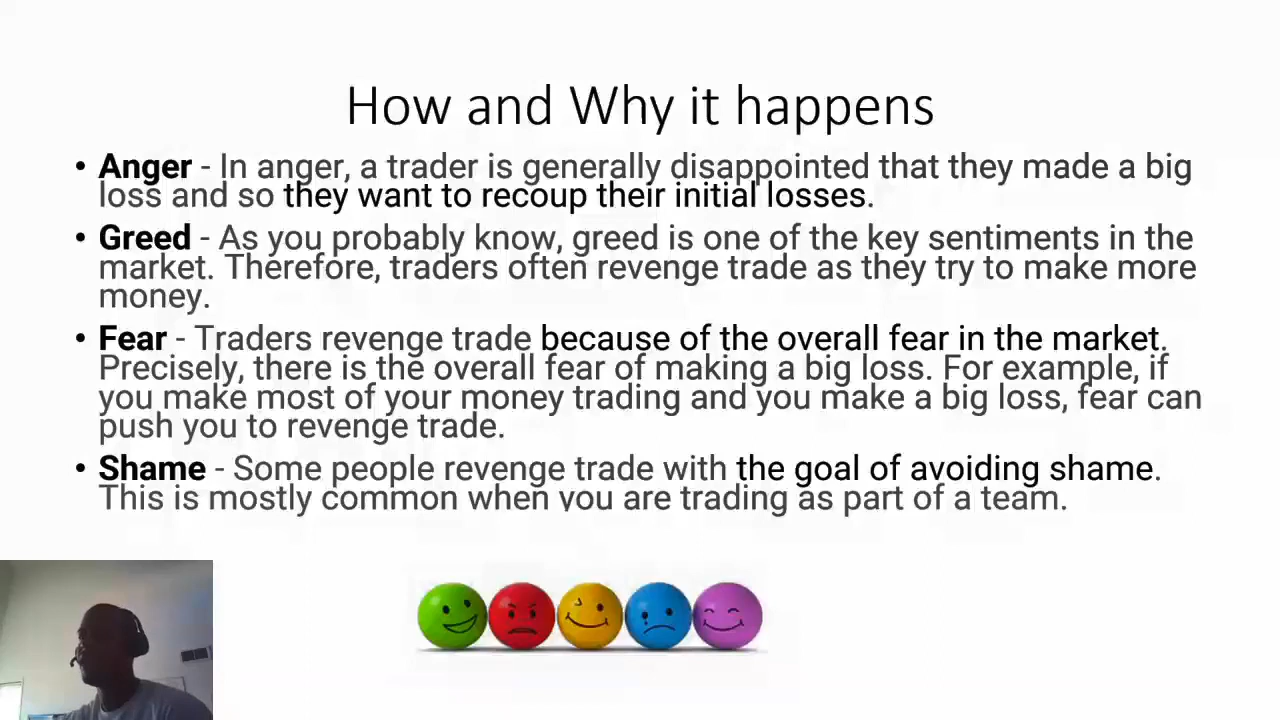 How and Why it happens
• Anger - In anger, a trader is generally disappointed that they made a big
loss and so they want to recoup their initial losses.
• Greed - As you probably know, greed is one of the key sentiments in the
market. Therefore, traders often revenge trade as they try to make more
money.
• Fear - Traders revenge trade because of the overall fear in the market.
Precisely, there is the overall fear of making a big loss. For example, if
you make most of your money trading and you make a big loss, fear can
push you to revenge trade.
• Shame - Some people revenge trade with the goal of avoiding shame.
This is mostly common when you are trading as part of a team.